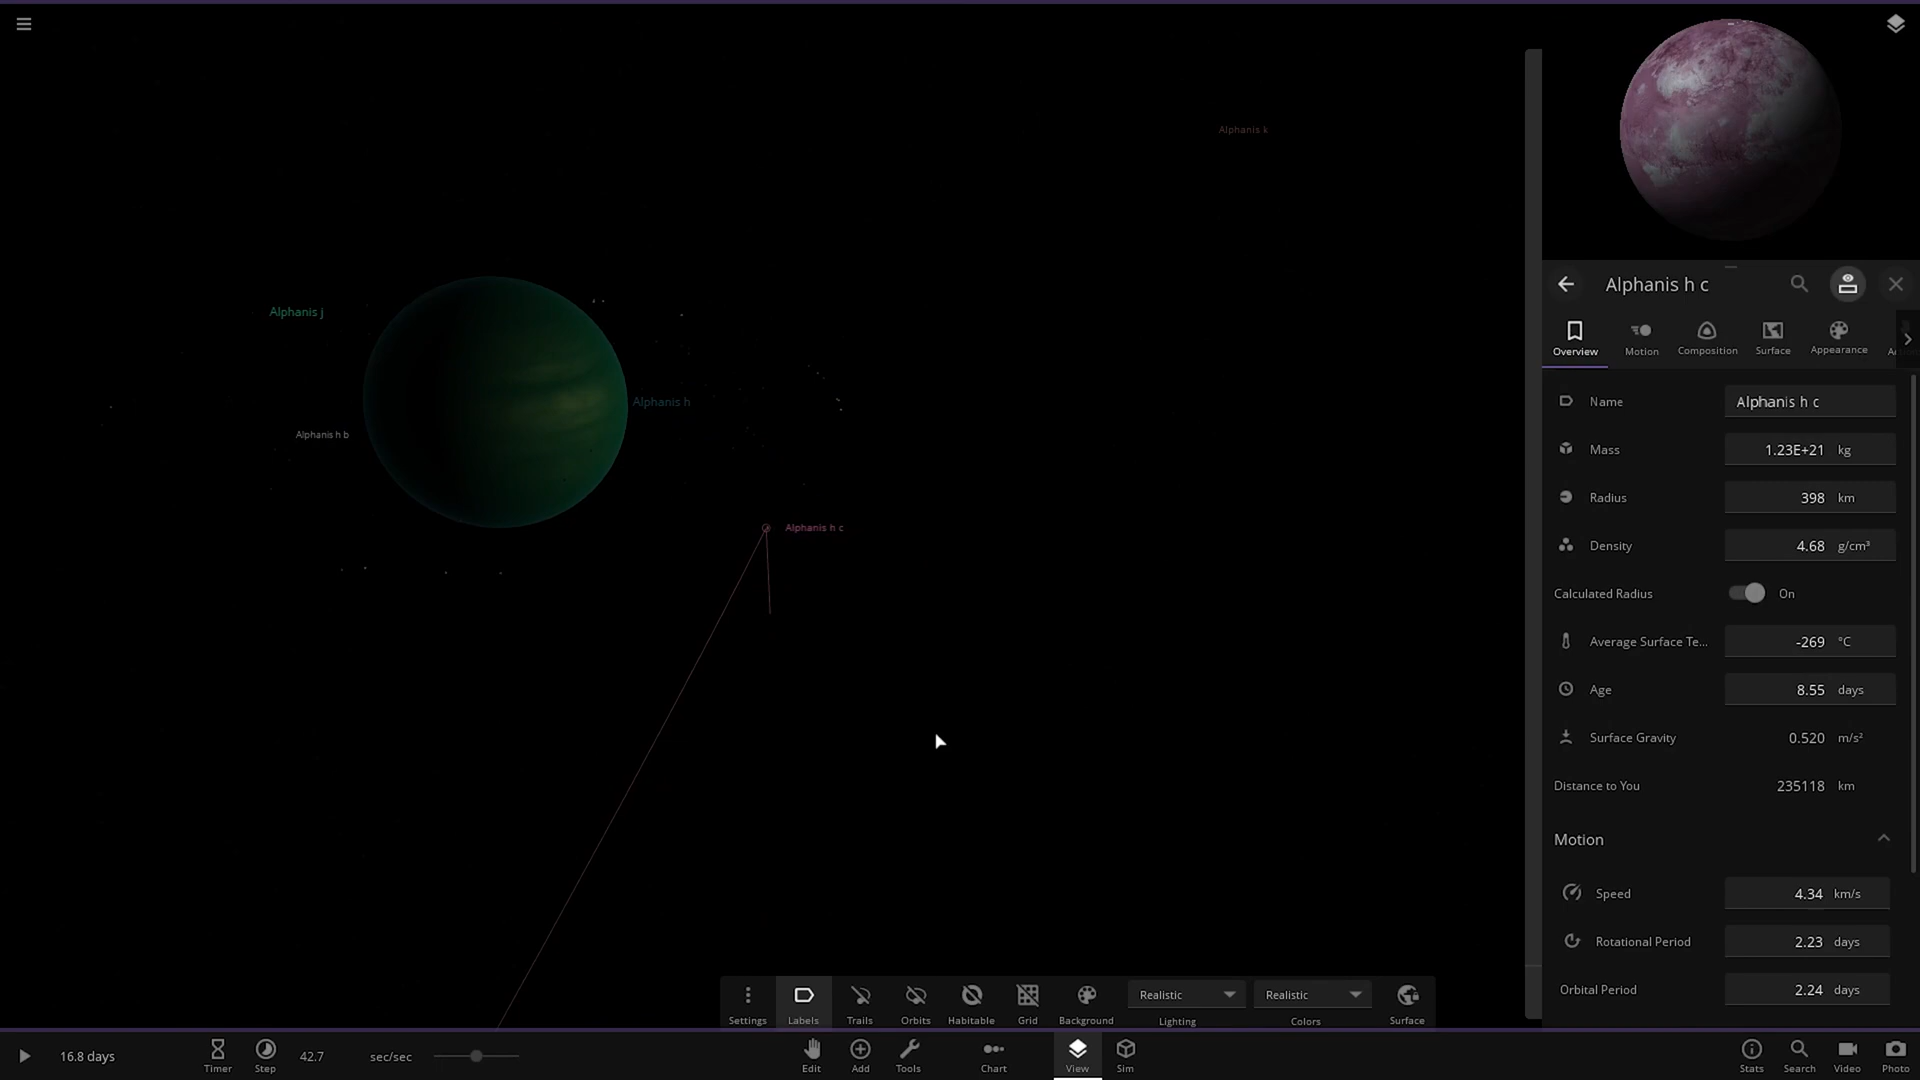 Alphanis k
Alphanis j
Alphanis h
Alphanis h b
Alphanis h c
Alphanis h c
Overview
Motion
Composition
Surface
Appearance
Name
Alphanis h c
Mass
1.23E+21 kg
Radius
398 km
Density
4.68 g/cm³
Calculated Radius
On
Average Surface Te...
-269 °C
Age
8.55 days
Surface Gravity
0.520 m/s²
Distance to You
235118 km
Motion
Speed
4.34 km/s
Rotational Period
2.23 days
Orbital Period
2.24 days
Settings
Labels
Trails
Orbits
Habitable
Grid
Background
Realistic
Lighting
Realistic
Colors
Surface
16.8 days
Timer
Step
42.7 sec/sec
Edit
Add
Tools
Chart
View
Sim
Stats
Search
Video
Photo